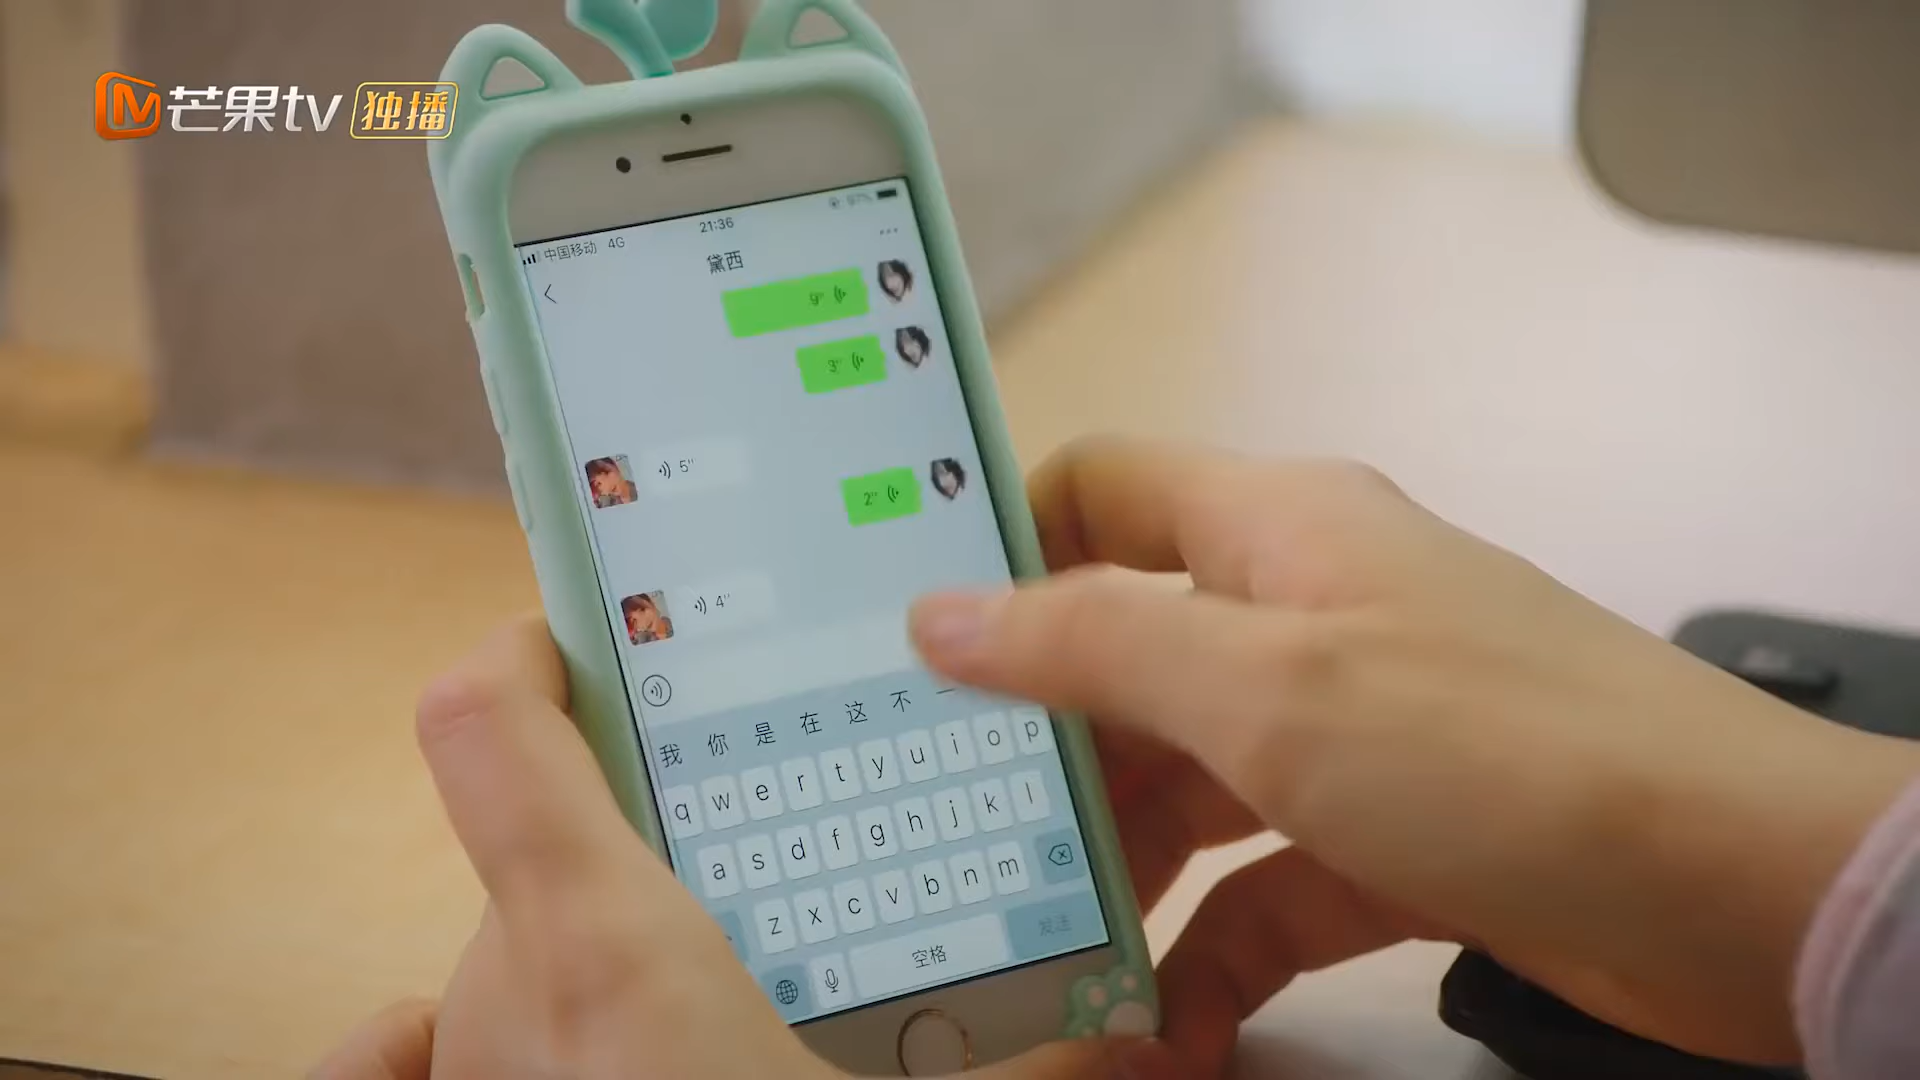 芒果tv 独播
中国移动 4G 21:36 97%
黛西
9"
3"
5"
2"
4"
我 你 是 在 这 不 一
q w e r t y u i o p
a s d f g h j k l
z x c v b n m
空格 发送